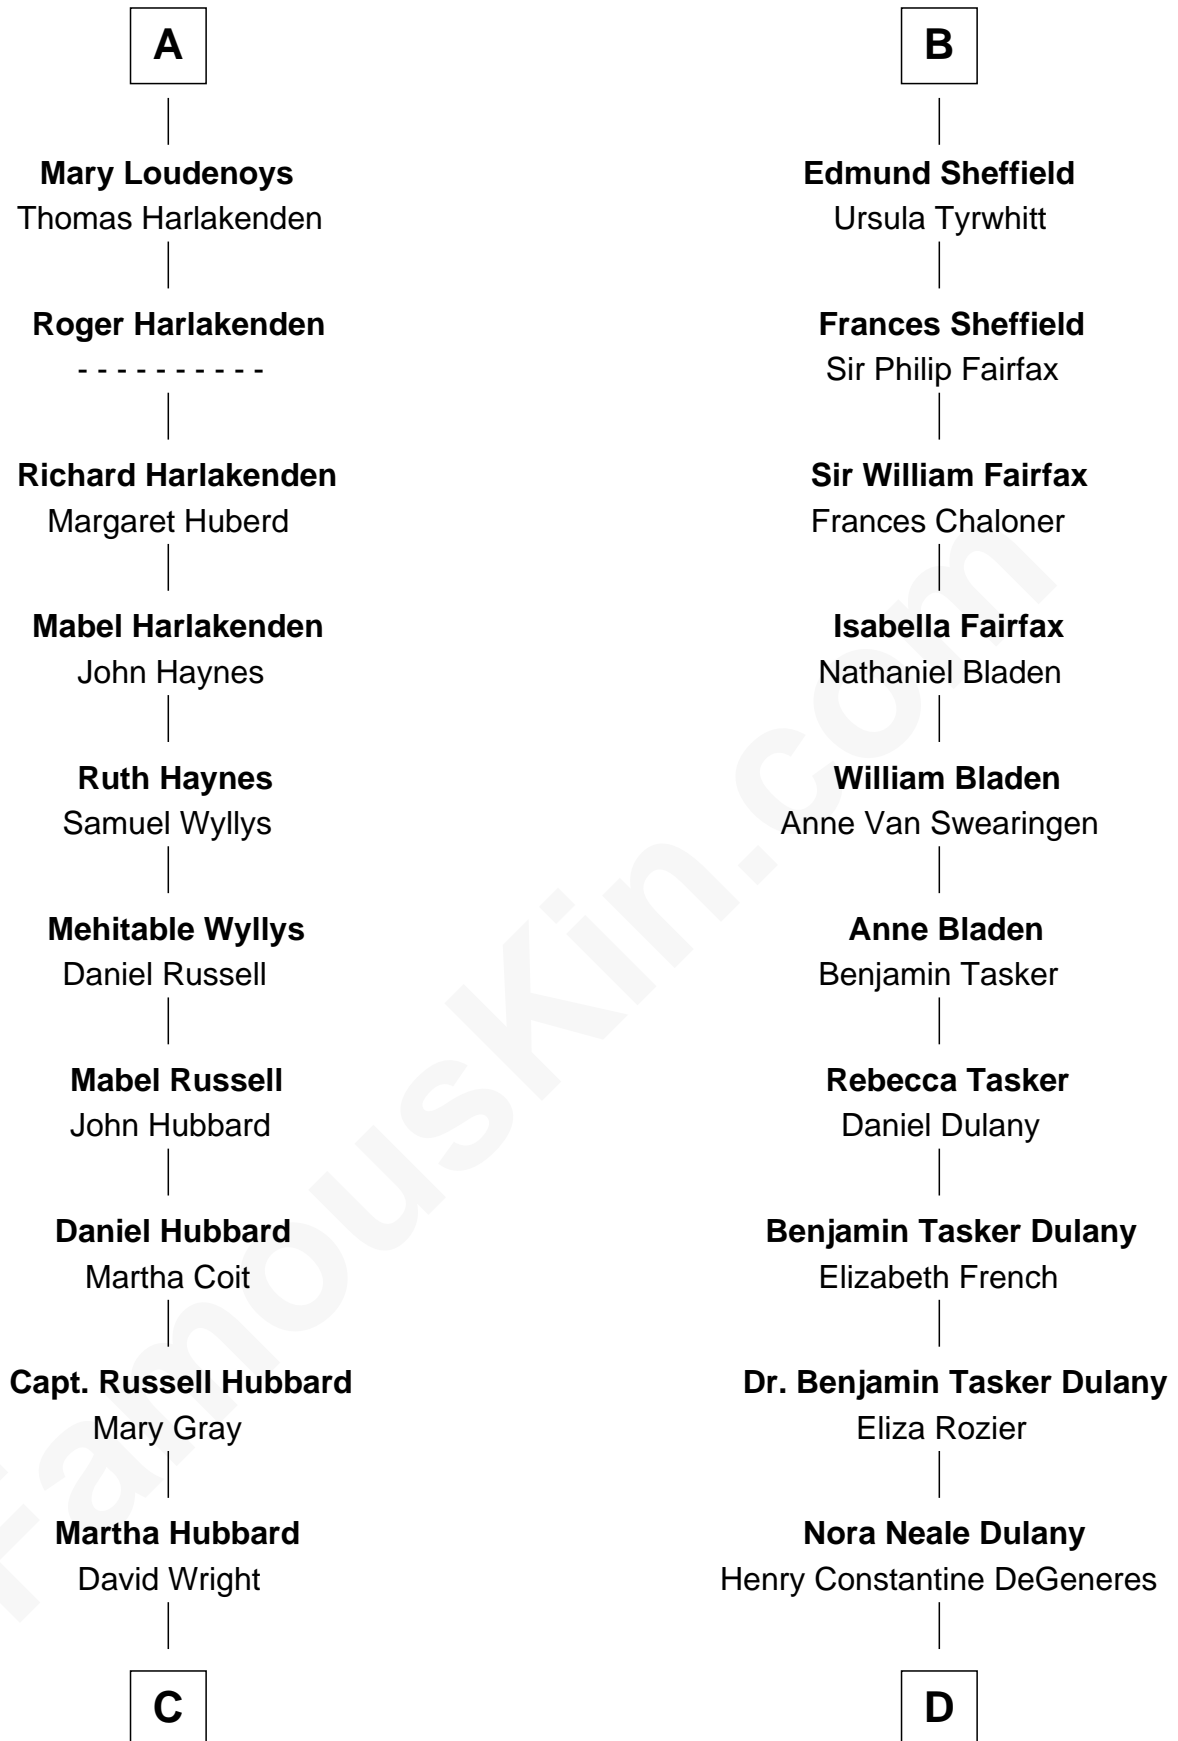 A
Mary Loudenoys
Thomas Harlakenden
Roger Harlakenden
- - - - - - - - - -
Richard Harlakenden
Margaret Huberd
Mabel Harlakenden
John Haynes
Ruth Haynes
Samuel Wyllys
Mehitable Wyllys
Daniel Russell
Mabel Russell
John Hubbard
Daniel Hubbard
Martha Coit
Capt. Russell Hubbard
Mary Gray
Martha Hubbard
David Wright
C
B
Edmund Sheffield
Ursula Tyrwhitt
Frances Sheffield
Sir Philip Fairfax
Sir William Fairfax
Frances Chaloner
Isabella Fairfax
Nathaniel Bladen
William Bladen
Anne Van Swearingen
Anne Bladen
Benjamin Tasker
Rebecca Tasker
Daniel Dulany
Benjamin Tasker Dulany
Elizabeth French
Dr. Benjamin Tasker Dulany
Eliza Rozier
Nora Neale Dulany
Henry Constantine DeGeneres
D
FamousKin.com